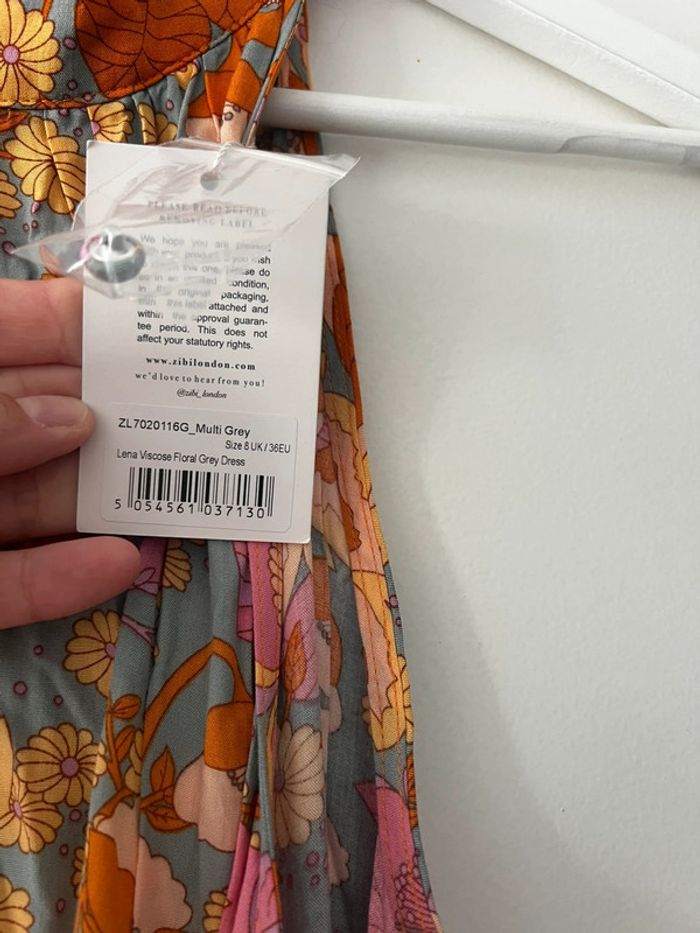 PLEASE READ BEFORE
REMOVING LABEL
We hope you are pleased
with your product. If you wish
to return this one, please do
so in an
condition,
in the original packaging,
with this label attached and
within the approval guaran-
tee period. This does not
affect your statutory rights.
www.zibilondon.com
we'd love to hear from you!
@zibi_london
ZL7020116G_Multi Grey
Size 8 UK / 36EU
Lena Viscose Floral Grey Dress
5 054561 037130